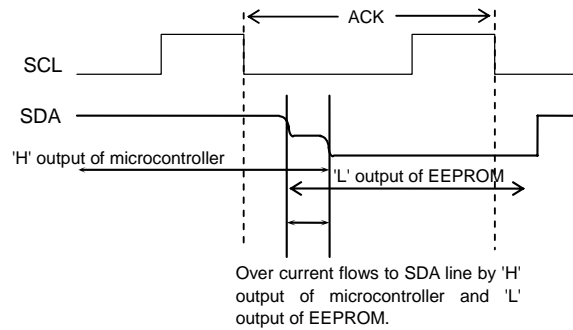 ACK
SCL
SDA
'H' output of microcontroller
'L' output of EEPROM
Over current flows to SDA line by 'H'
output of microcontroller and 'L'
output of EEPROM.